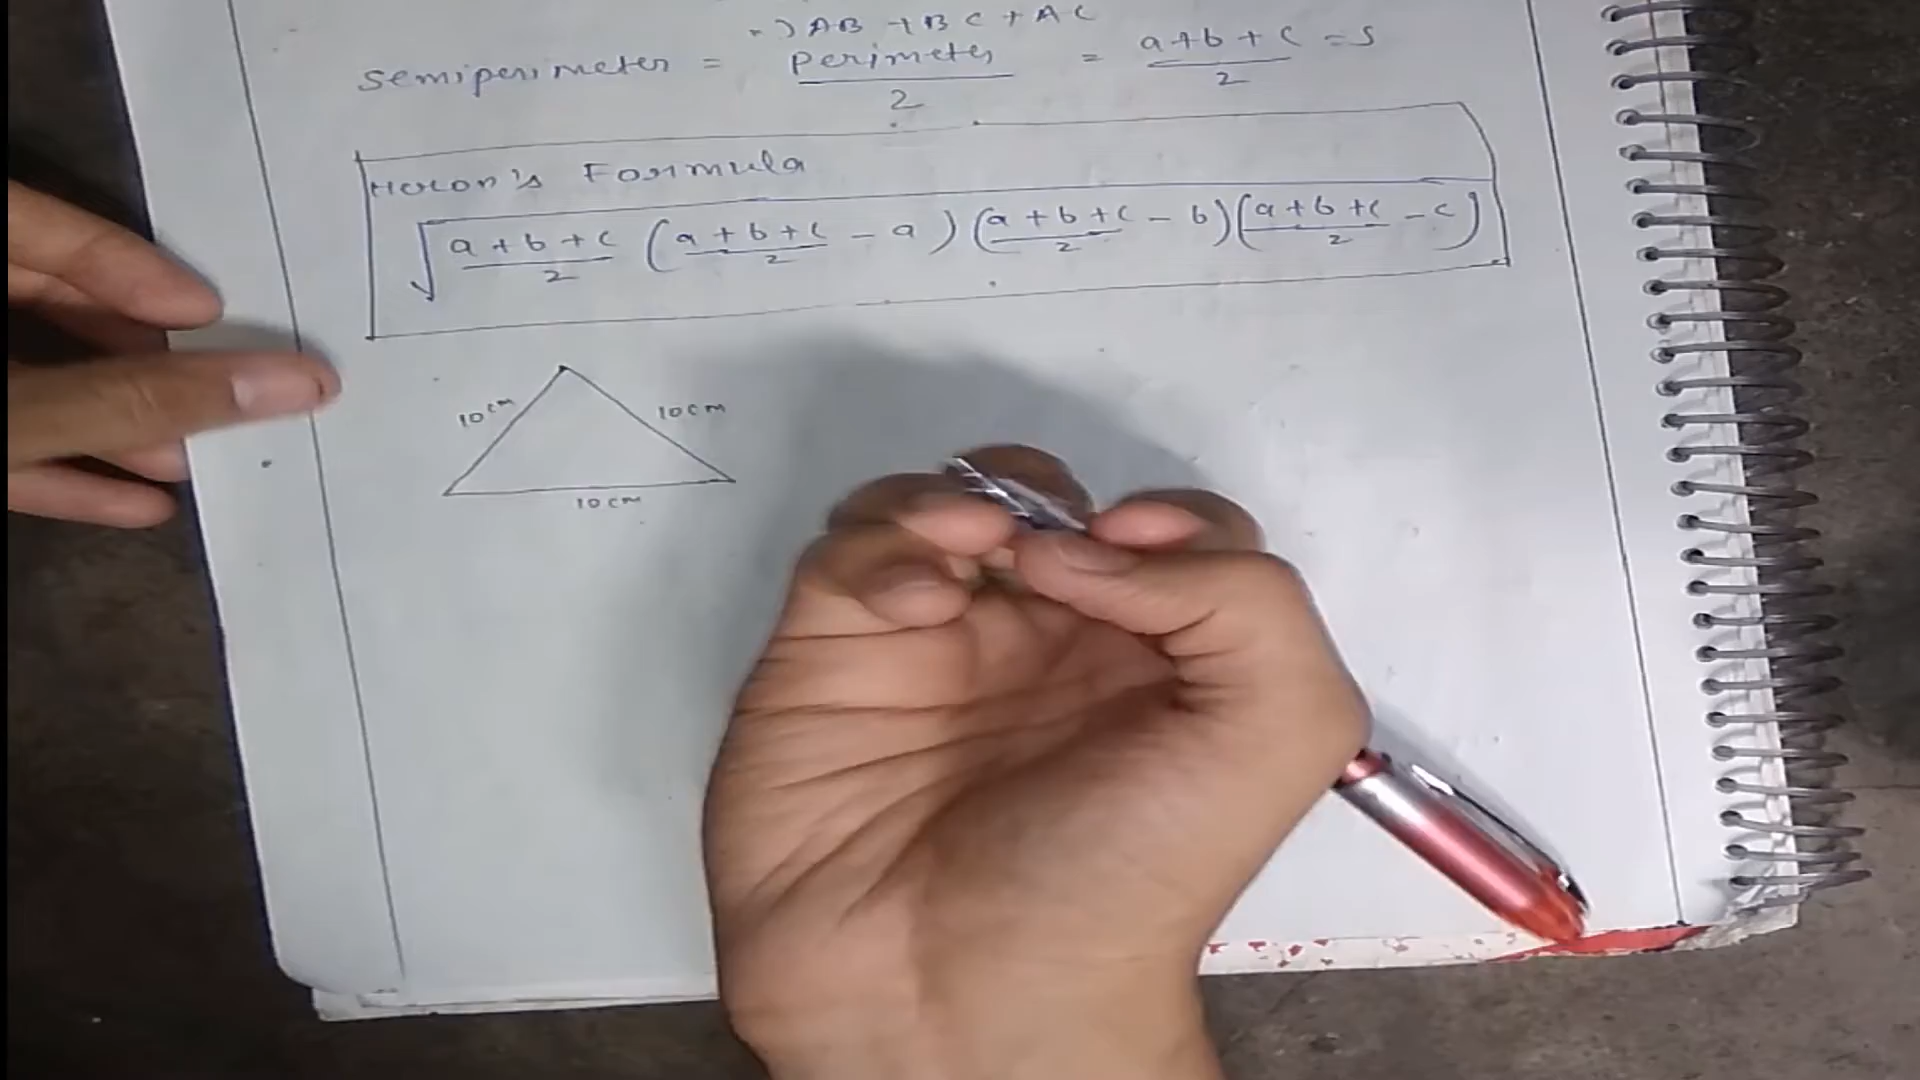 =) AB + BC + AC
Semiperimeter = perimeter/2 = a+b+c/2 = S
Heron's Formula
√a+b+c/2 (a+b+c/2 - a) (a+b+c/2 - b) (a+b+c/2 - c)
10cm 10cm
10cm